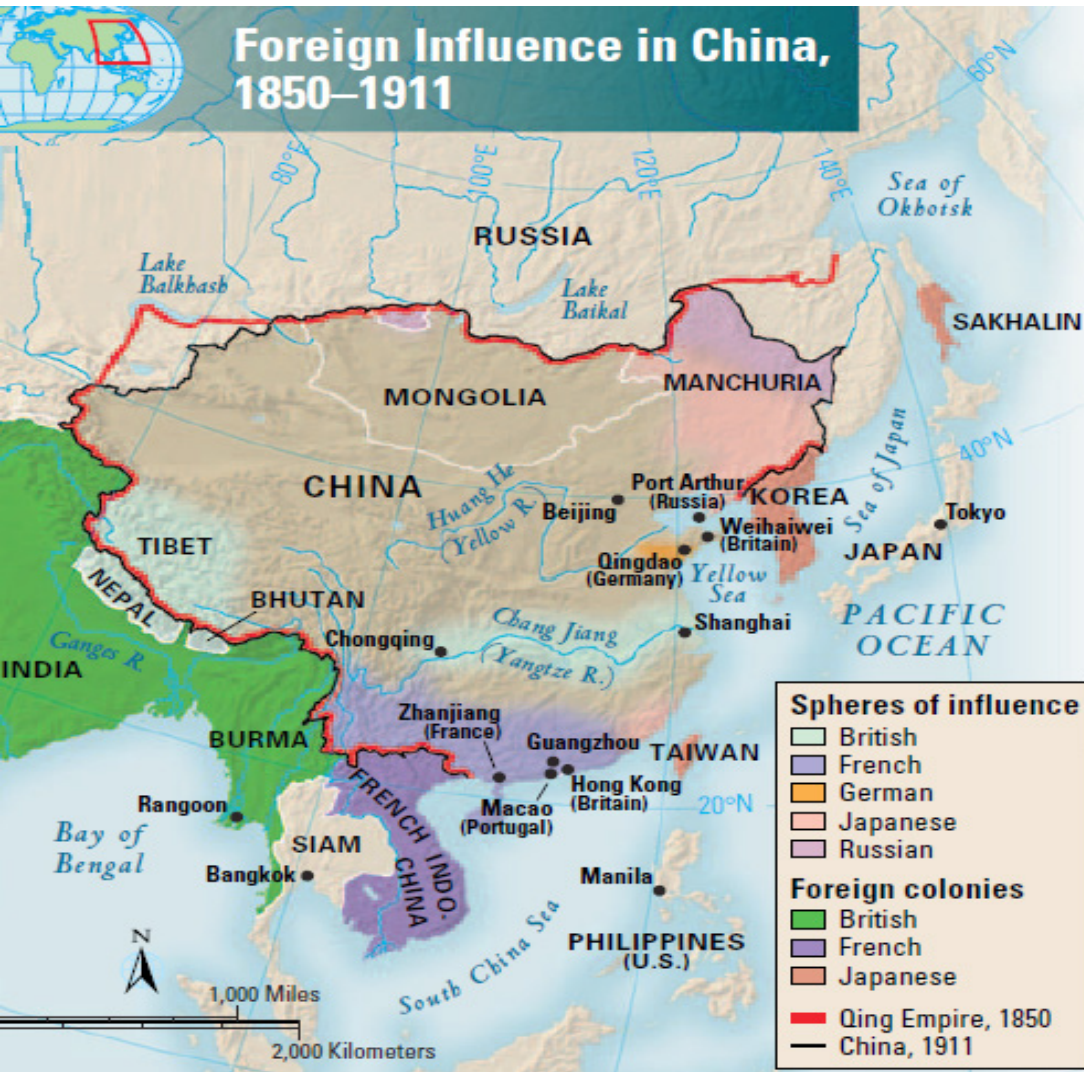 Foreign Influence in China,
1850–1911
60°N
80°E
100°E
120°E
140°E
Sea of
Okhotsk
RUSSIA
Lake
Balkhash
Lake
Baikal
SAKHALIN
MONGOLIA
MANCHURIA
40°N
Sea of Japan
CHINA
Huang He
(Yellow R.)
Beijing
Port Arthur
(Russia)
KOREA
Weihaiwei
(Britain)
Tokyo
JAPAN
TIBET
Qingdao
(Germany)
Yellow
Sea
NEPAL
BHUTAN
Chang Jiang
(Yangtze R.)
Shanghai
PACIFIC
OCEAN
Chongqing
Ganges R.
INDIA
BURMA
Zhanjiang
(France)
Guangzhou
TAIWAN
Hong Kong
(Britain)
Macao
(Portugal)
20°N
FRENCH INDO-
CHINA
Rangoon
Bay of
Bengal
SIAM
Bangkok
Manila
PHILIPPINES
(U.S.)
South China Sea
N
1,000 Miles
2,000 Kilometers
Spheres of influence
British
French
German
Japanese
Russian
Foreign colonies
British
French
Japanese
Qing Empire, 1850
China, 1911